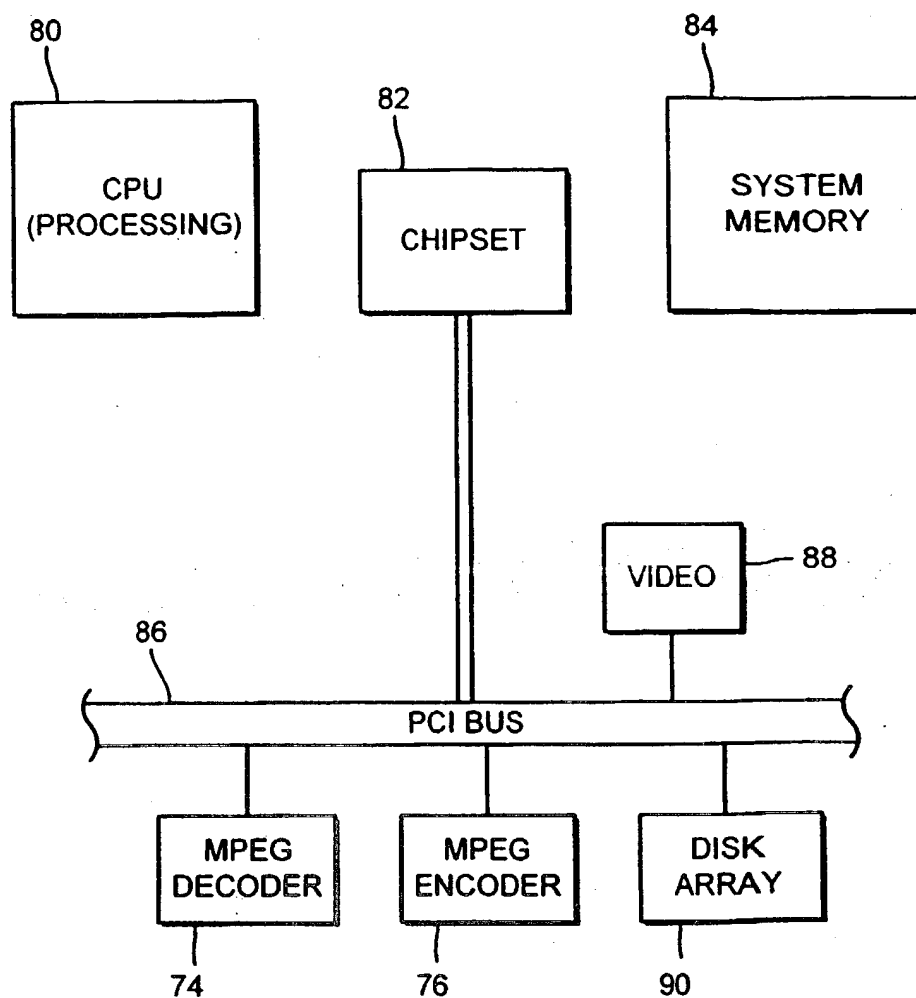 80
84
82
CPU
(PROCESSING)
CHIPSET
SYSTEM
MEMORY
VIDEO
88
86
PCI BUS
MPEG
DECODER
MPEG
ENCODER
DISK
ARRAY
74
76
90